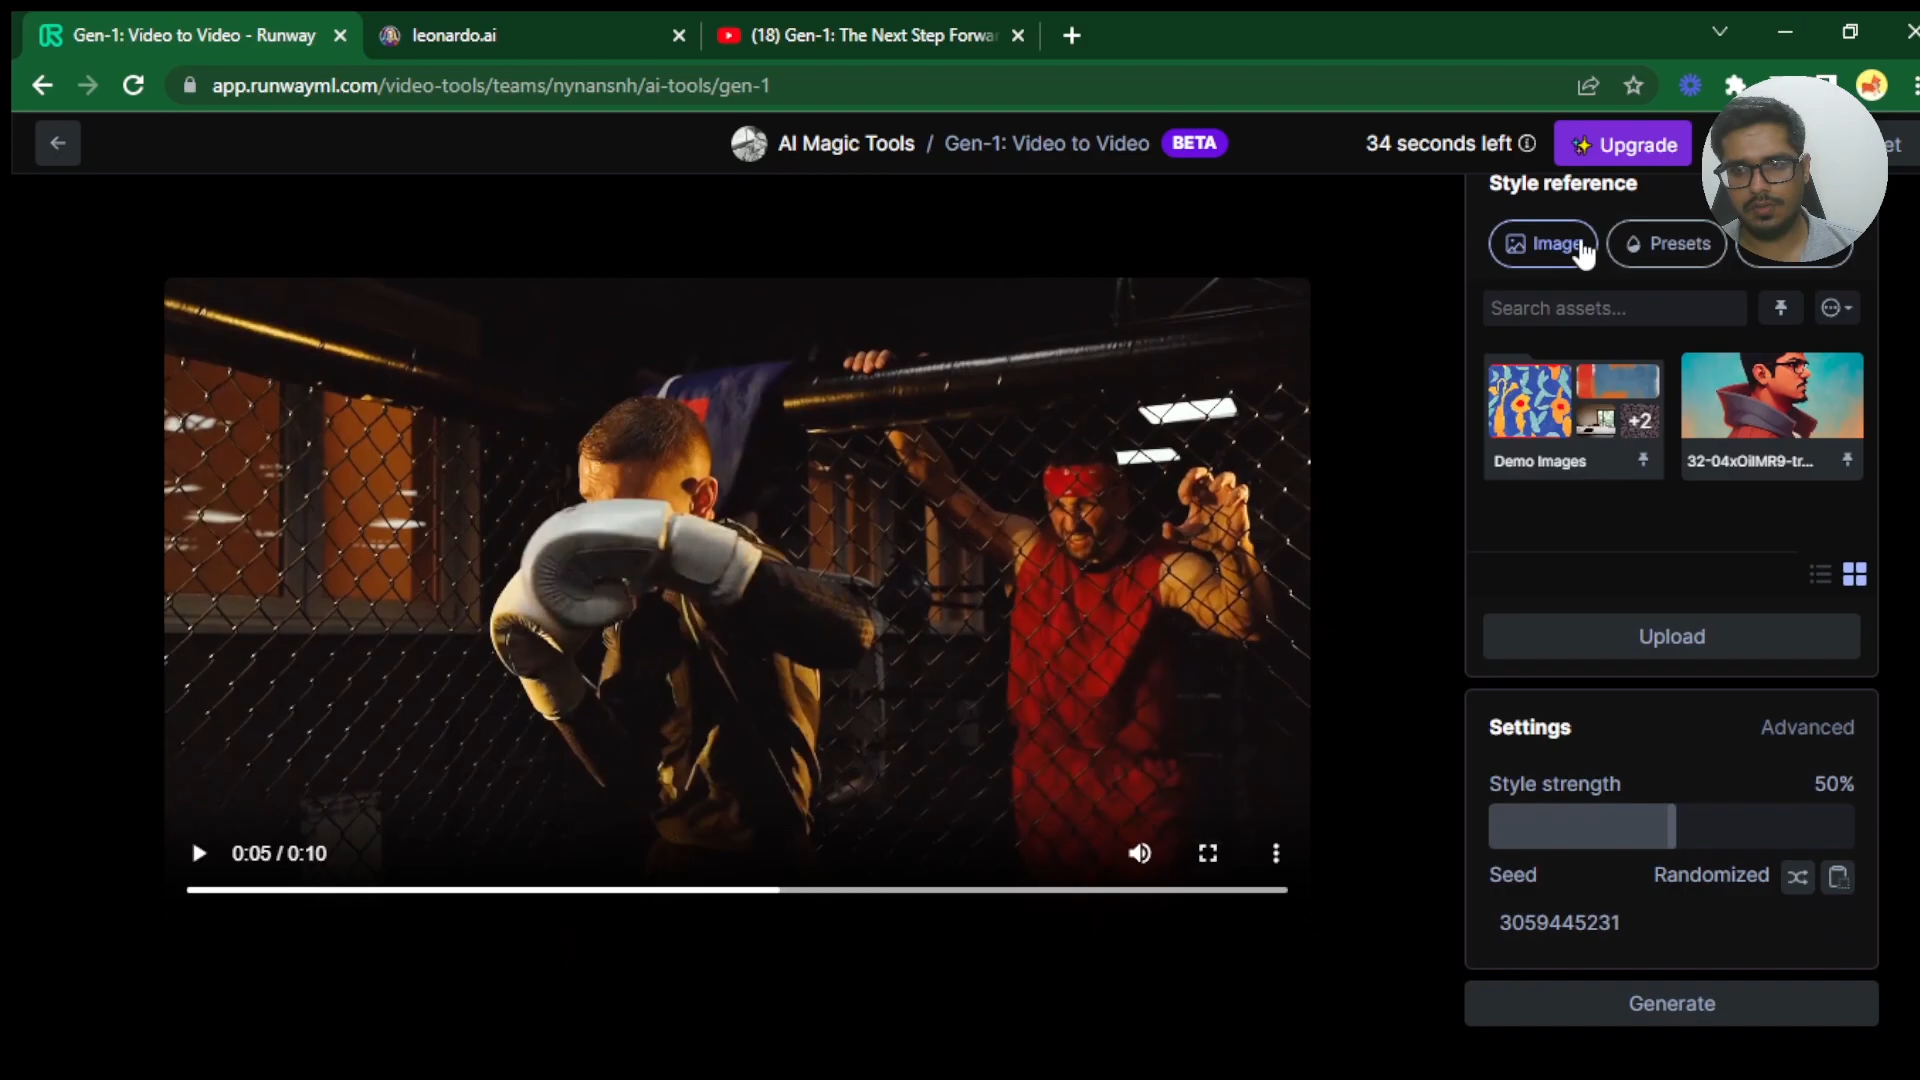 Gen-1: Video to Video - Runway
leonardo.ai
(18) Gen-1: The Next Step Forwa
app.runwayml.com/video-tools/teams/nynansnh/ai-tools/gen-1
AI Magic Tools / Gen-1: Video to Video BETA
34 seconds left
Upgrade
et
Style reference
Image
Presets
Search assets...
+2
Demo Images
32-04xOilMR9-tr...
Upload
Settings
Advanced
Style strength
50%
Seed
Randomized
3059445231
Generate
0:05 / 0:10